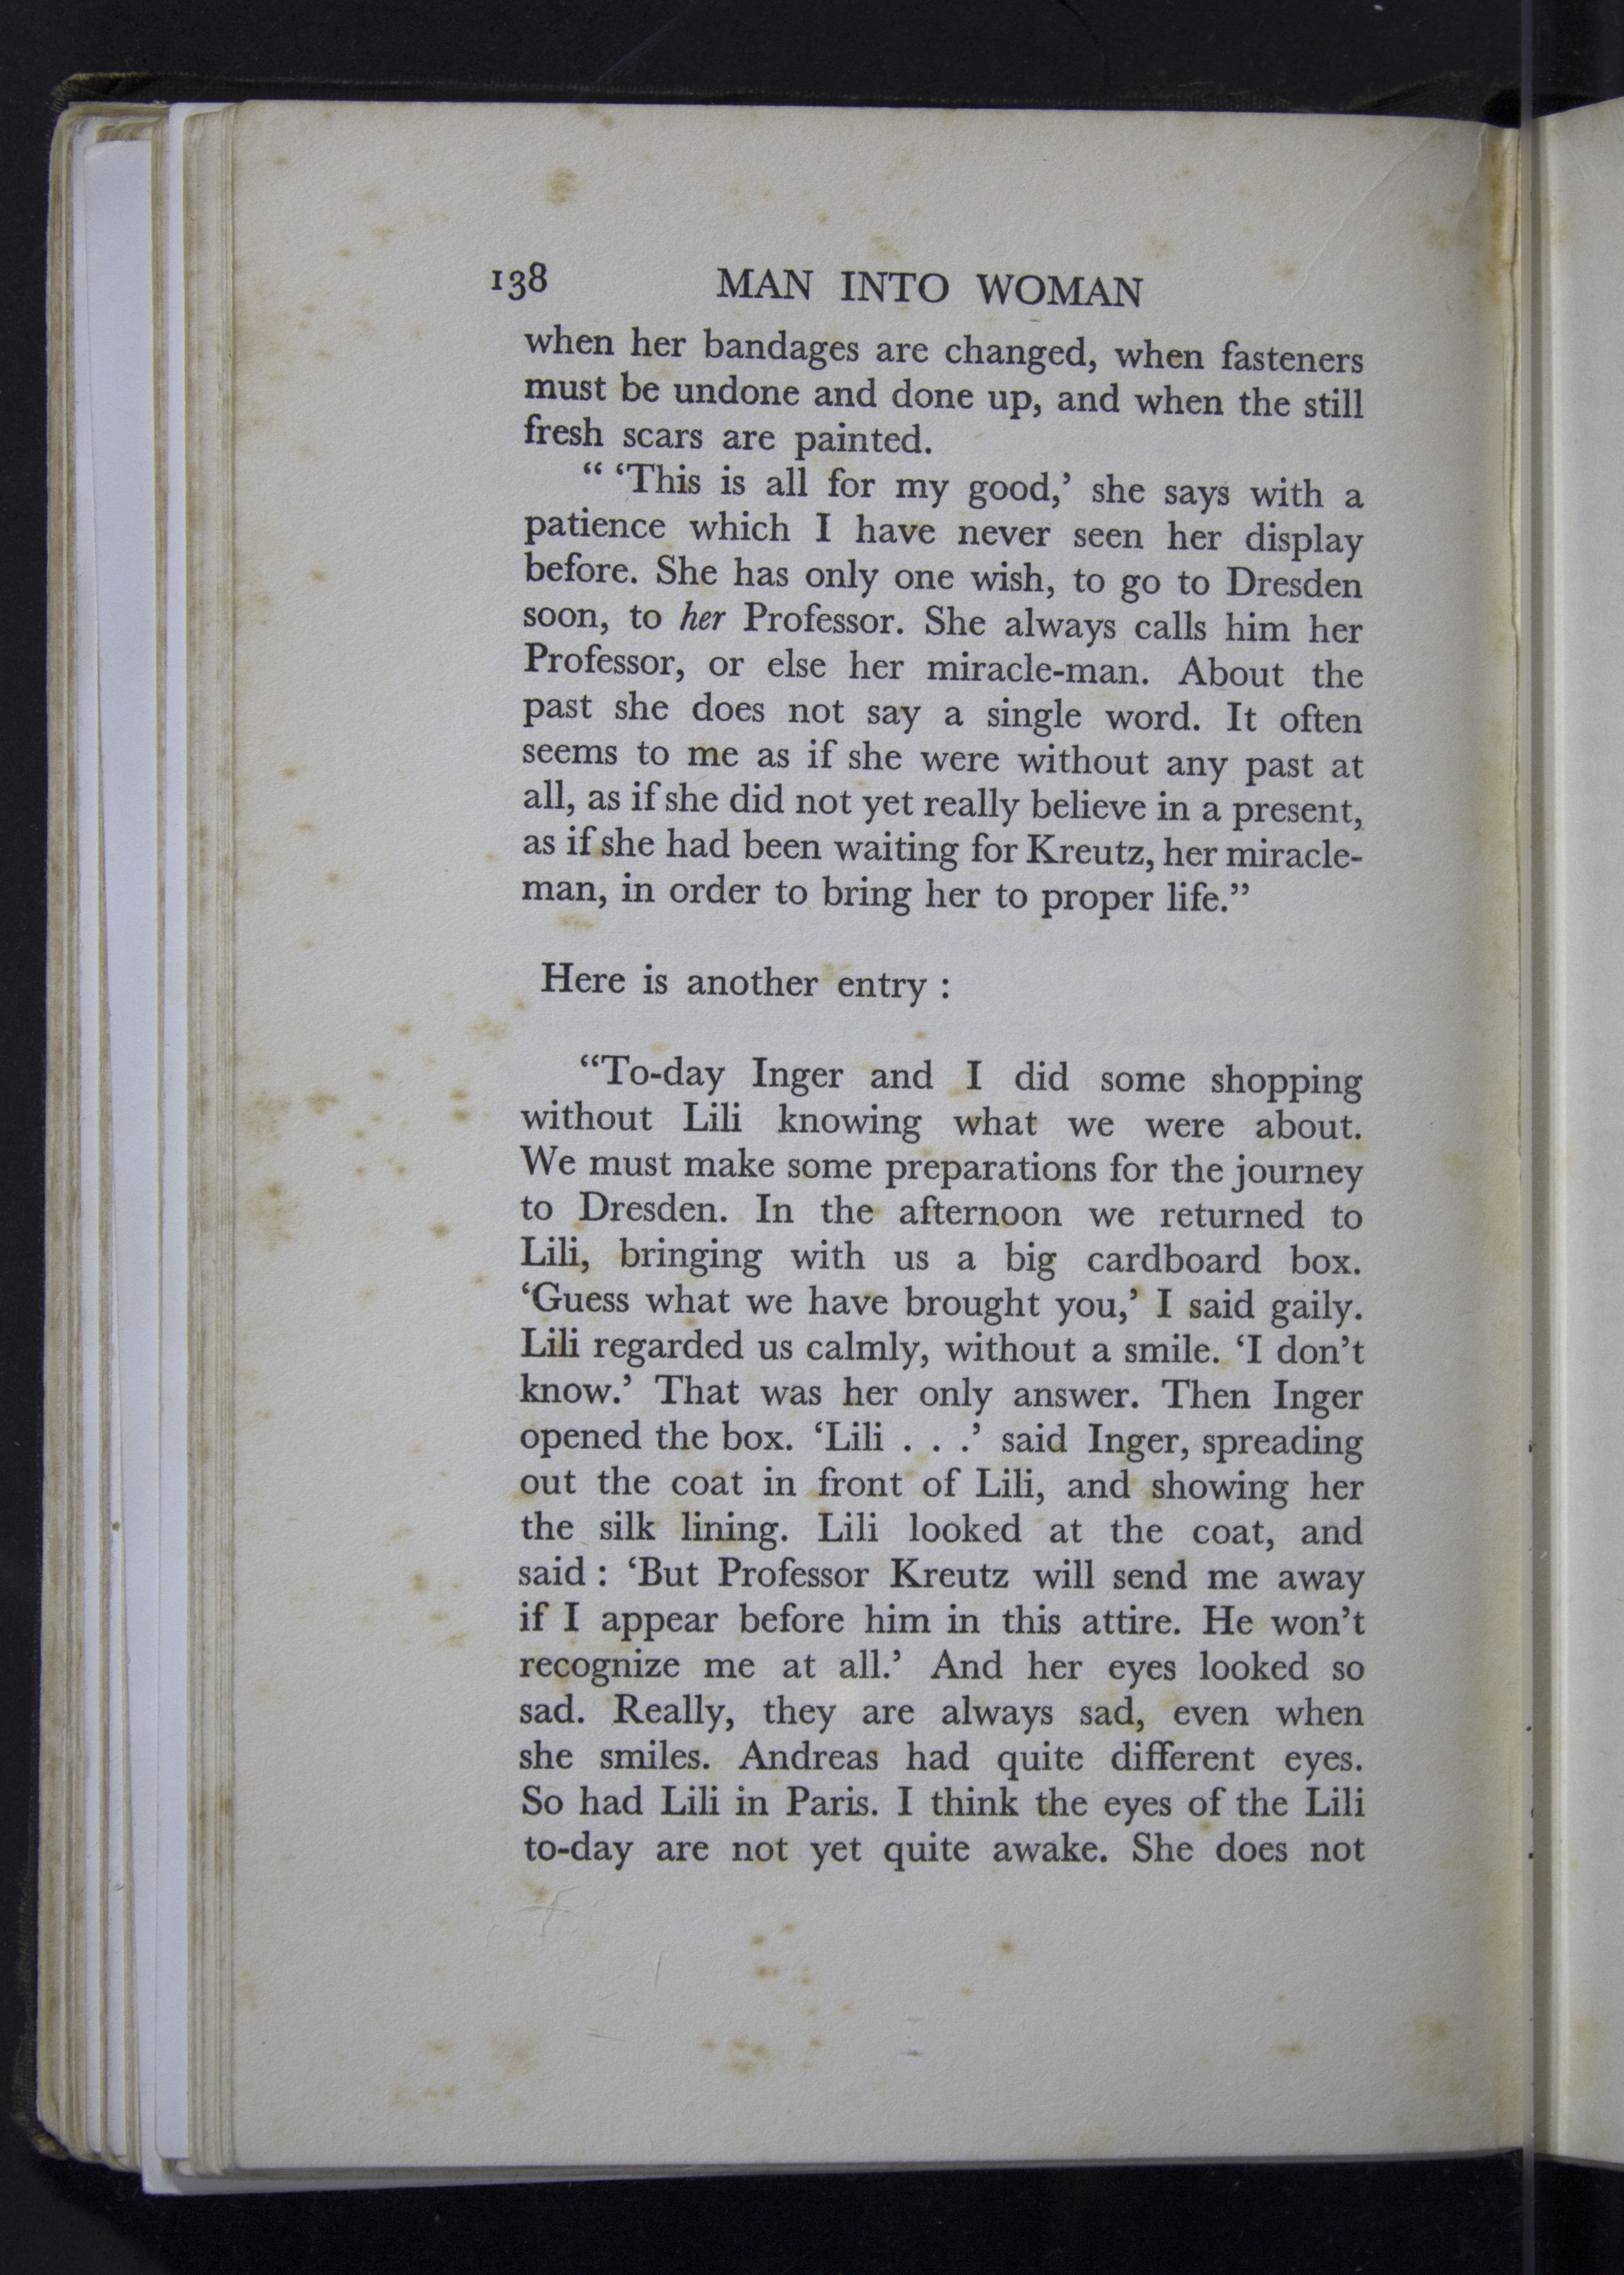 138 MAN INTO WOMAN
when her bandages are changed, when fasteners
must be undone and done up, and when the still
fresh scars are painted.
“ ‘This is all for my good,’ she says with a
patience which I have never seen her display
before. She has only one wish, to go to Dresden
soon, to her Professor. She always calls him her
Professor, or else her miracle-man. About the
past she does not say a single word. It often
seems to me as if she were without any past at
all, as if she did not yet really believe in a present,
as if she had been waiting for Kreutz, her miracle-
man, in order to bring her to proper life.”
Here is another entry :
“To-day Inger and I did some shopping
without Lili knowing what we were about.
We must make some preparations for the journey
to Dresden. In the afternoon we returned to
Lili, bringing with us a big cardboard box.
‘Guess what we have brought you,’ I said gaily.
Lili regarded us calmly, without a smile. ‘I don’t
know.’ That was her only answer. Then Inger
opened the box. ‘Lili . . .’ said Inger, spreading
out the coat in front of Lili, and showing her
the silk lining. Lili looked at the coat, and
said : ‘But Professor Kreutz will send me away
if I appear before him in this attire. He won’t
recognize me at all.’ And her eyes looked so
sad. Really, they are always sad, even when
she smiles. Andreas had quite different eyes.
So had Lili in Paris. I think the eyes of the Lili
to-day are not yet quite awake. She does not